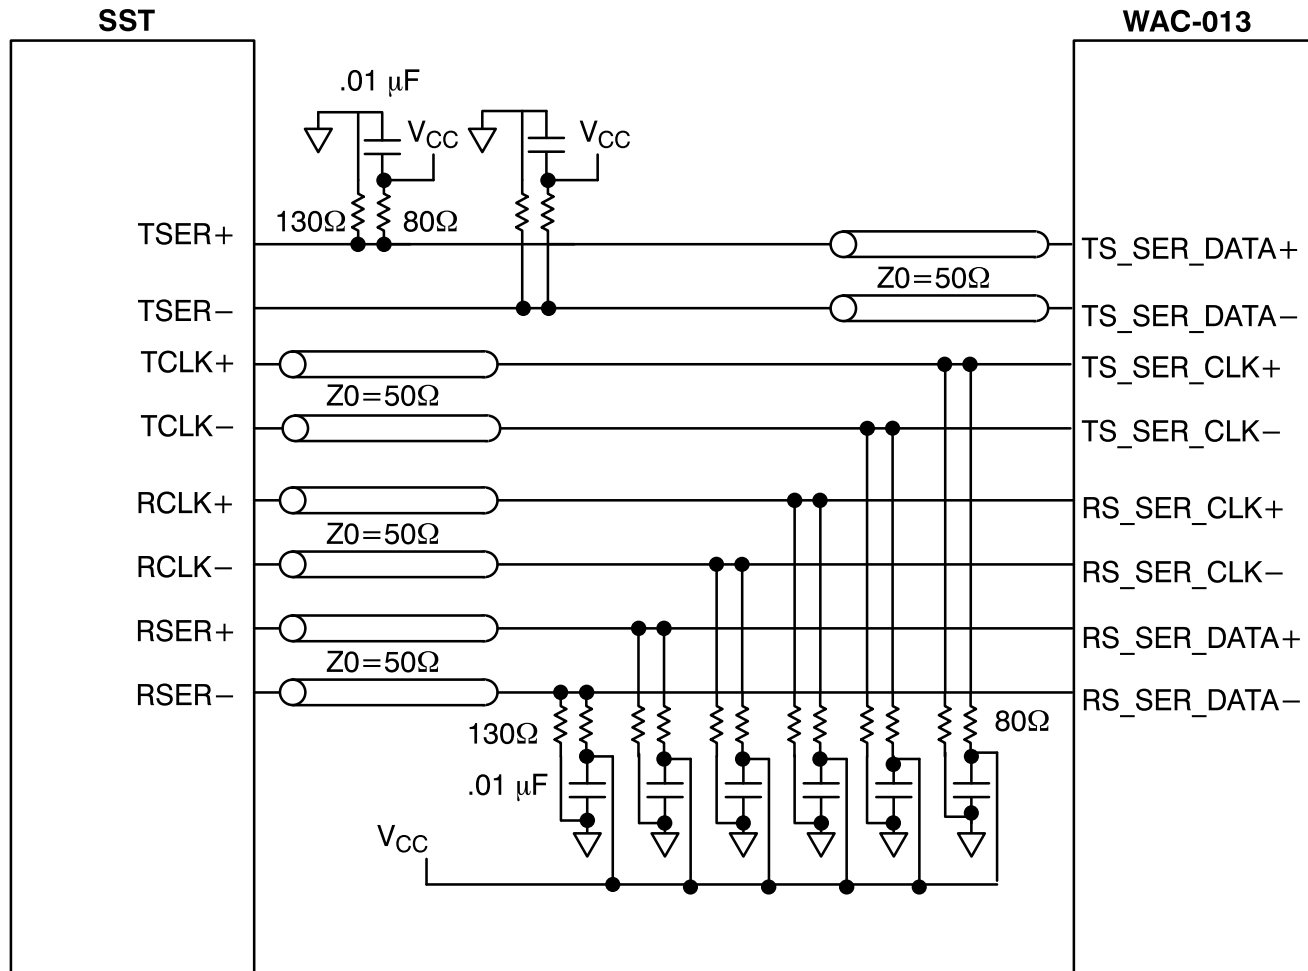 SST
WAC-013
.01 μF
VCC
VCC
130Ω
80Ω
TSER+
TS_SER_DATA+
Z0=50Ω
TSER−
TS_SER_DATA−
TCLK+
TS_SER_CLK+
Z0=50Ω
TCLK−
TS_SER_CLK−
RCLK+
RS_SER_CLK+
Z0=50Ω
RCLK−
RS_SER_CLK−
RSER+
RS_SER_DATA+
Z0=50Ω
RSER−
RS_SER_DATA−
130Ω
80Ω
.01 μF
VCC